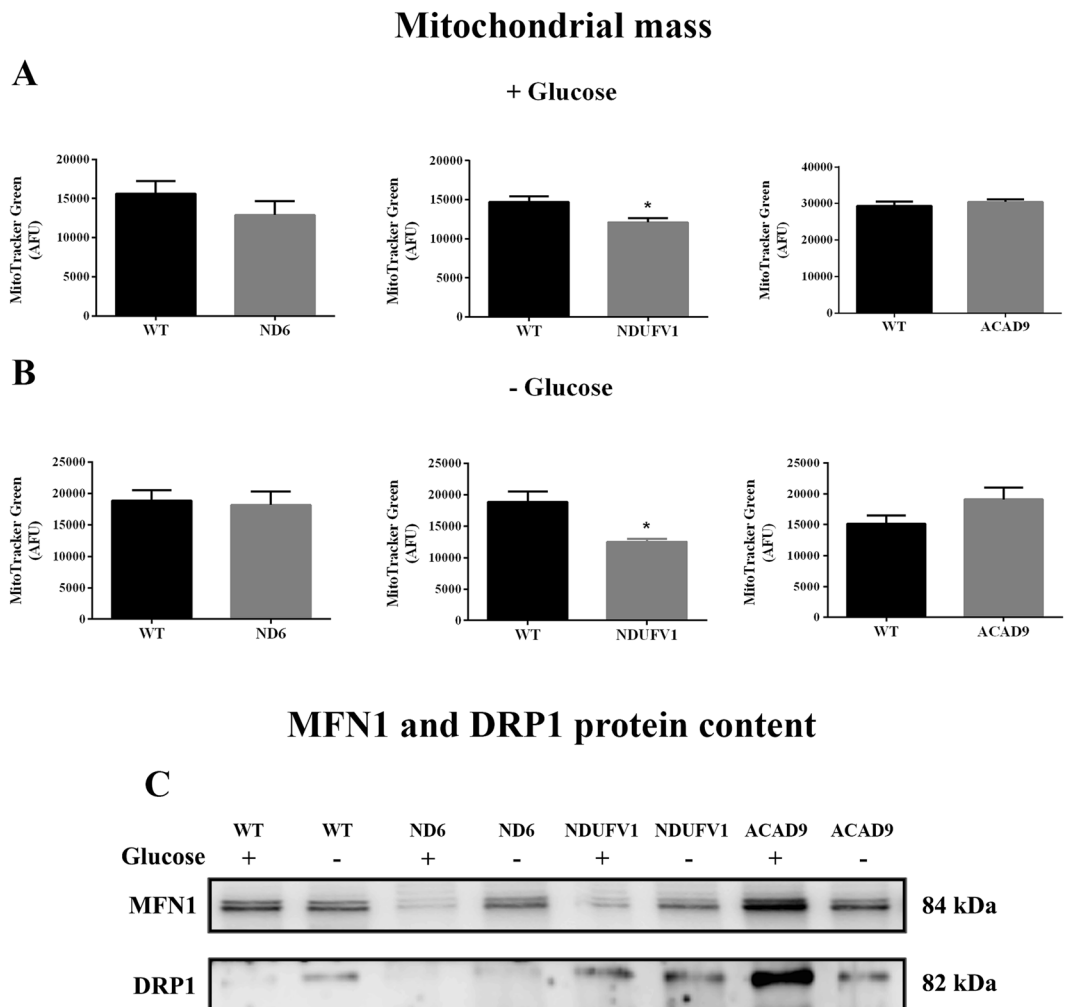 Mitochondrial mass
A
+ Glucose
MitoTracker Green
(AFU)
20000
15000
10000
5000
0
WT ND6
MitoTracker Green
(AFU)
20000
15000
10000
5000
0
WT NDUFV1
*
MitoTracker Green
(AFU)
40000
30000
20000
10000
0
WT ACAD9
B
- Glucose
MitoTracker Green
(AFU)
25000
20000
15000
10000
5000
0
WT ND6
MitoTracker Green
(AFU)
25000
20000
15000
10000
5000
0
WT NDUFV1
*
MitoTracker Green
(AFU)
25000
20000
15000
10000
5000
0
WT ACAD9
MFN1 and DRP1 protein content
C
WT WT ND6 ND6 NDUFV1 NDUFV1 ACAD9 ACAD9
Glucose + - + - + - + -
MFN1 84 kDa
DRP1 82 kDa